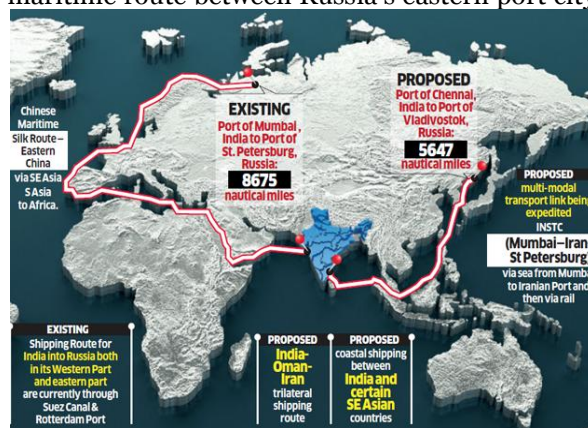 maritime route between Russia's eastern port city
Chinese
Maritime
Silk Route –
Eastern
China
via SE Asia
S Asia
to Africa.
EXISTING
Port of Mumbai,
India to Port of
St. Petersburg,
Russia:
8675
nautical miles
PROPOSED
Port of Chennai,
India to Port of
Vladivostok,
Russia:
5647
nautical miles
PROPOSED
multi-modal
transport link being
expedited
INSTC
(Mumbai–Iran
St Petersburg)
via sea from Mumba
to Iranian Port and
then via rail
EXISTING
Shipping Route for
India into Russia both
in its Western Part
and eastern part
are currently through
Suez Canal &
Rotterdam Port
PROPOSED
India-
Oman-
Iran
trilateral
shipping
route
PROPOSED
coastal shipping
between
India and
certain
SE Asian
countries